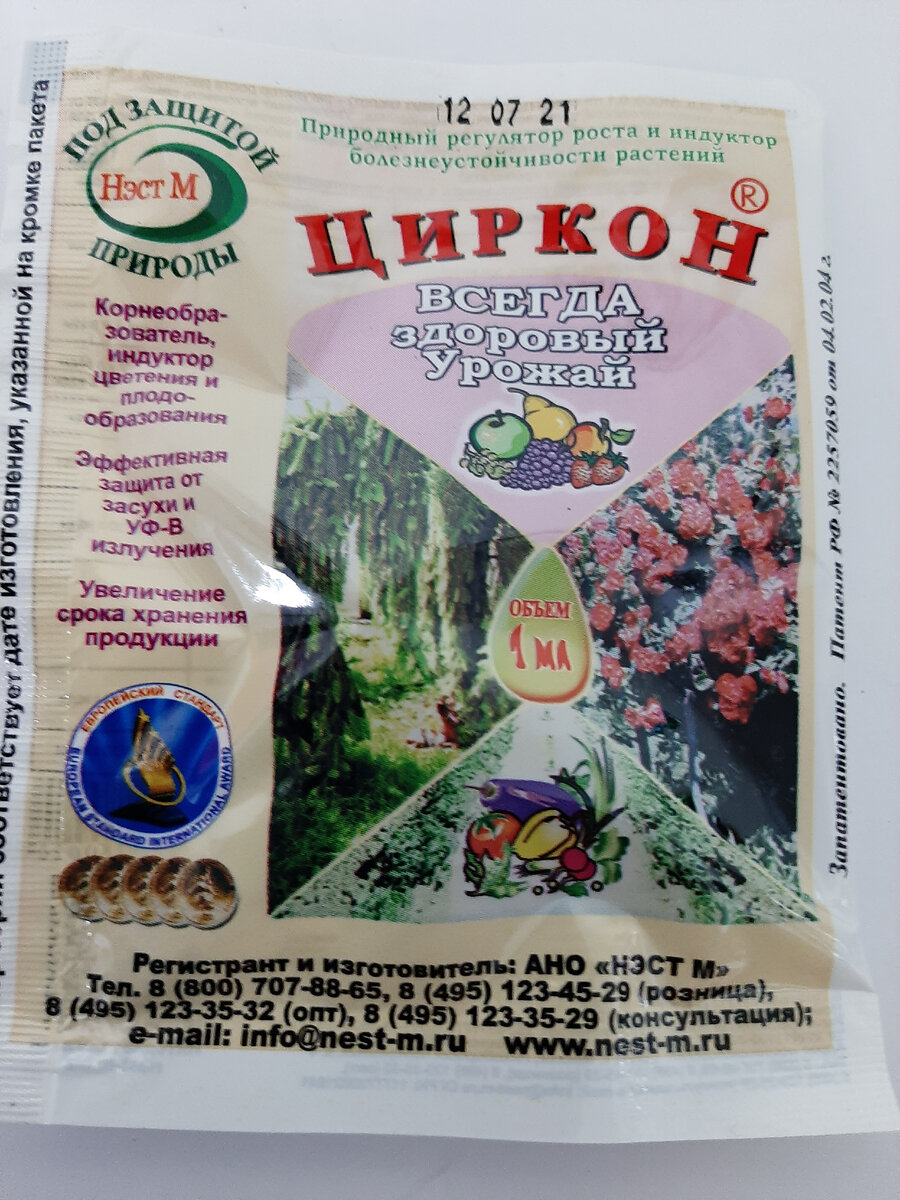 12 07 21
Природный регулятор роста и индуктор
болезнеустойчивости растений
ПОД ЗАЩИТОЙ
Нэст М
ПРИРОДЫ
ЦИРКОН®
ВСЕГДА
здоровый
Урожай
Корнеобра-
зователь,
индуктор
цветения и
плодо-
образования
Эффективная
защита от
засухи и
УФ-В
излучения
Увеличение
срока хранения
продукции
ОБЪЕМ
1 МЛ
ЕВРОПЕЙСКИЙ СТАНДАРТ
EUROPEAN STANDARD INTERNATIONAL AWARD
Регистрант и изготовитель: АНО «НЭСТ М»
Тел. 8 (800) 707-88-65, 8 (495) 123-45-29 (розница),
8 (495) 123-35-32 (опт), 8 (495) 123-35-29 (консультация);
e-mail: info@nest-m.ru www.nest-m.ru
соответствует дате изготовления, указанной на кромке пакета
Запатентовано. Патент РФ № 2257059 от 04.02.04 г.